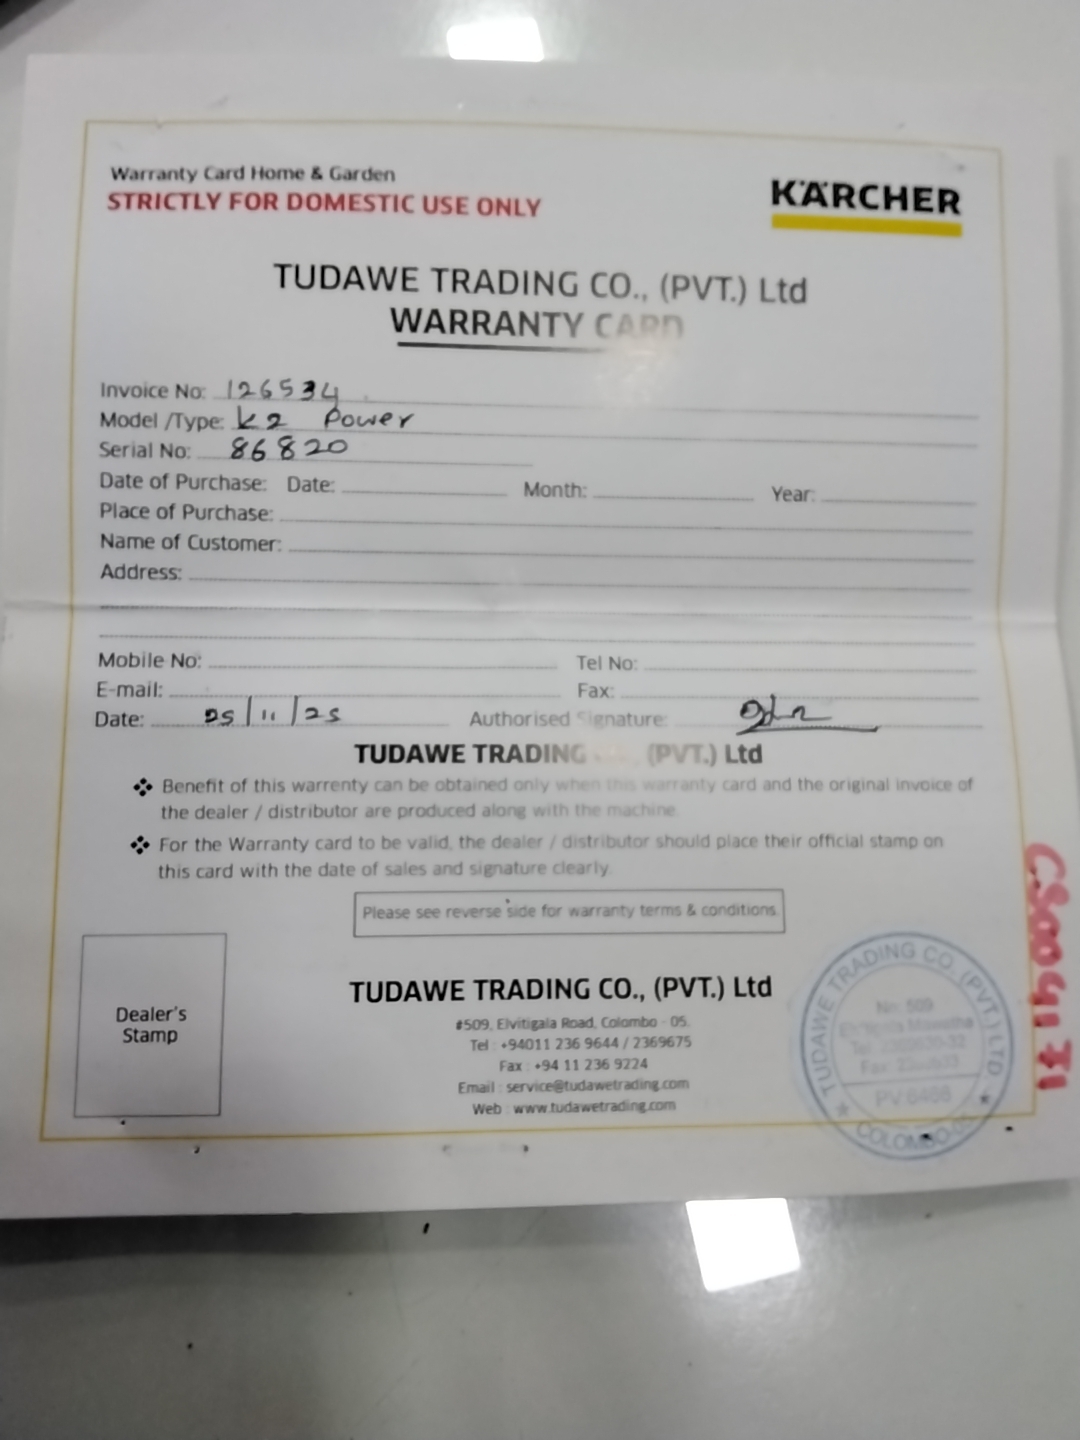 Warranty Card Home & Garden
STRICTLY FOR DOMESTIC USE ONLY
KÄRCHER
TUDAWE TRADING CO., (PVT.) Ltd
WARRANTY CARD
Invoice No: 126534
Model /Type: K2 Power
Serial No: 86820
Date of Purchase: Date: Month: Year:
Place of Purchase:
Name of Customer:
Address:
Mobile No: Tel No:
E-mail: Fax:
Date: 25/11/25 Authorised Signature:
TUDAWE TRADING (PVT.) Ltd
❖ Benefit of this warrenty can be obtained only when this warranty card and the original invoice of
the dealer / distributor are produced along with the machine.
❖ For the Warranty card to be valid, the dealer / distributor should place their official stamp on
this card with the date of sales and signature clearly.
Please see reverse side for warranty terms & conditions.
Dealer's
Stamp
TUDAWE TRADING CO., (PVT.) Ltd
#509, Elvitigala Road, Colombo - 05.
Tel : +94011 236 9644 / 2369675
Fax : +94 11 236 9224
Email : service@tudawetrading.com
Web : www.tudawetrading.com
TUDAWE TRADING CO. (PVT.) LTD
No: 509
PV 6468